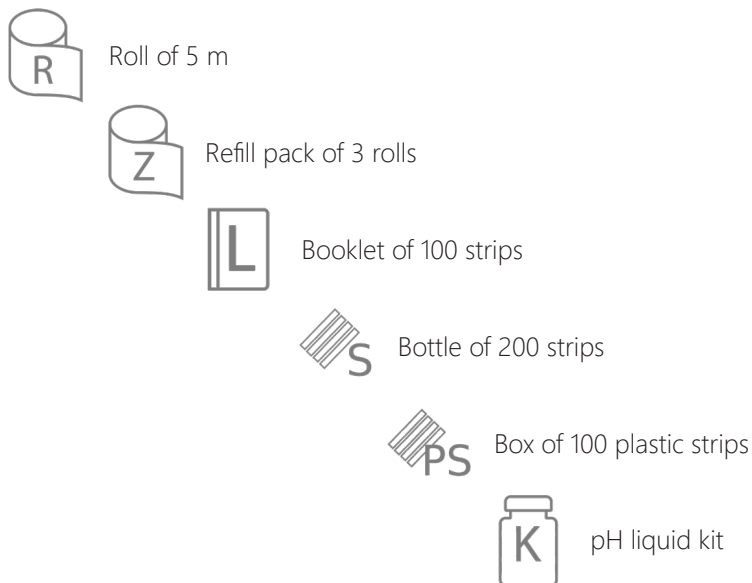 R Roll of 5 m
Z Refill pack of 3 rolls
L Booklet of 100 strips
S Bottle of 200 strips
PS Box of 100 plastic strips
K pH liquid kit